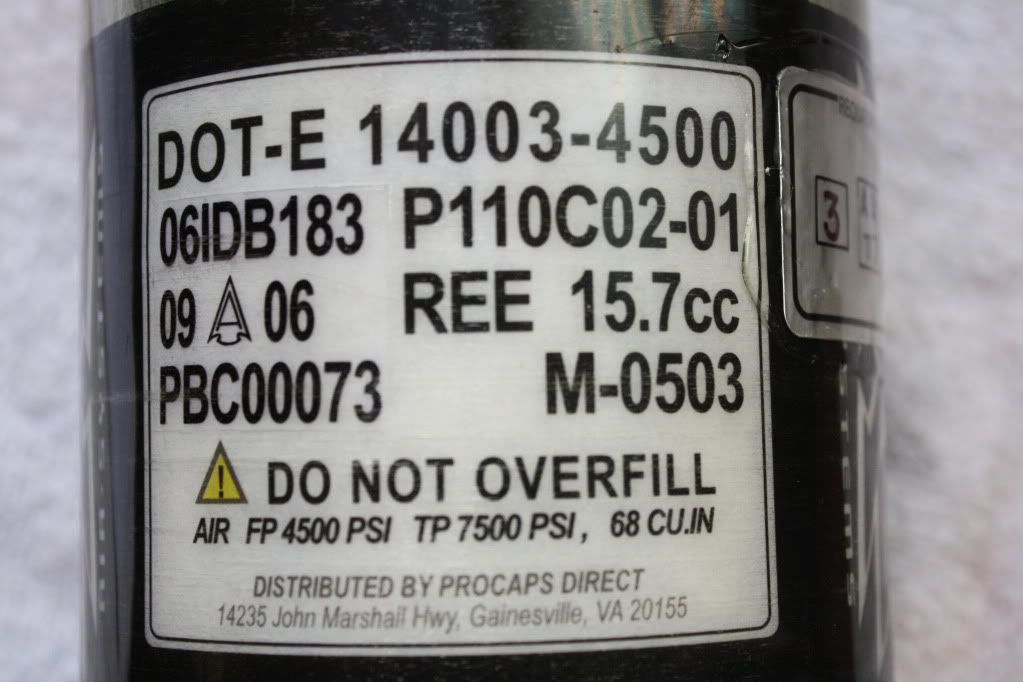 DOT-E 14003-4500
06IDB183 P110C02-01
09 A 06 REE 15.7cc
PBC00073 M-0503
! DO NOT OVERFILL
AIR FP 4500 PSI TP 7500 PSI , 68 CU.IN
DISTRIBUTED BY PROCAPS DIRECT
14235 John Marshall Hwy, Gainesville, VA 20155
3